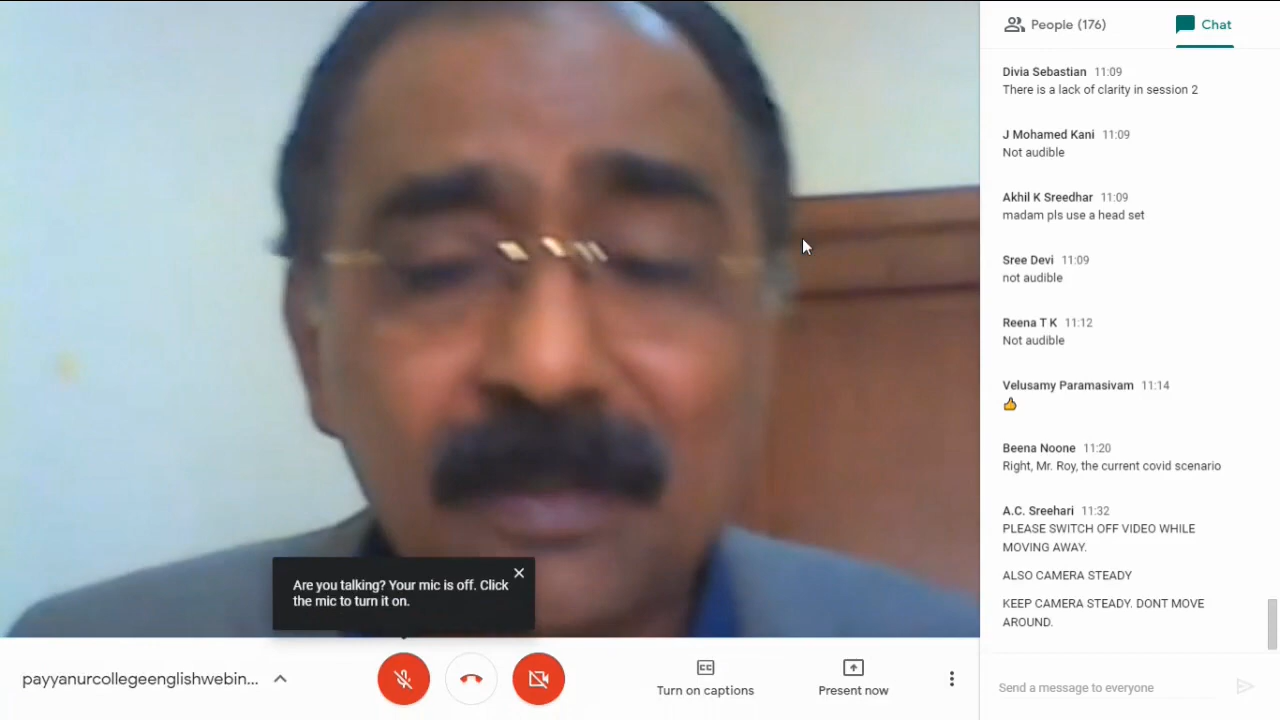 People (176)
Chat
Divia Sebastian 11:09
There is a lack of clarity in session 2
J Mohamed Kani 11:09
Not audible
Akhil K Sreedhar 11:09
madam pls use a head set
Sree Devi 11:09
not audible
Reena T K 11:12
Not audible
Velusamy Paramasivam 11:14
👍
Beena Noone 11:20
Right, Mr. Roy, the current covid scenario
A.C. Sreehari 11:32
PLEASE SWITCH OFF VIDEO WHILE
MOVING AWAY.
ALSO CAMERA STEADY
KEEP CAMERA STEADY. DONT MOVE
AROUND.
Send a message to everyone
Are you talking? Your mic is off. Click
the mic to turn it on.
payyanurcollegeenglishwebin...
CC
Turn on captions
Present now